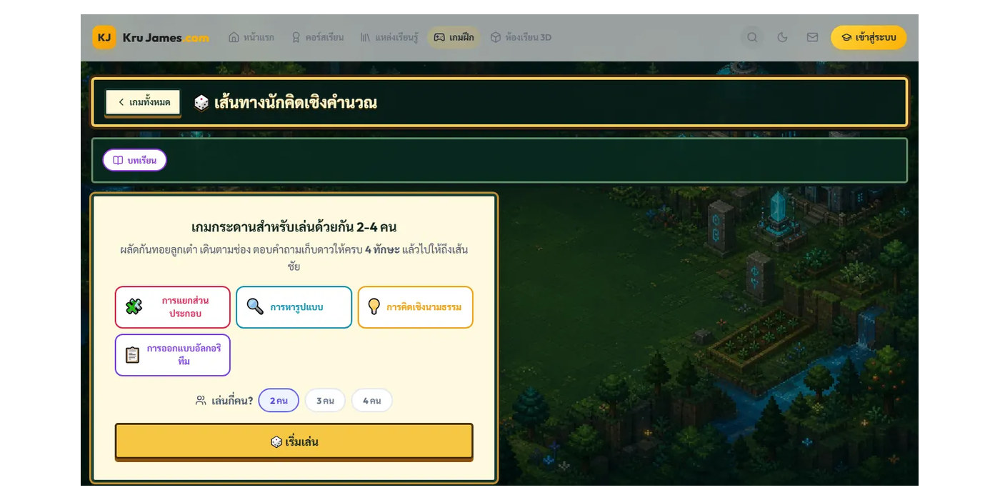 KJ Kru James.com หน้าแรก คอร์สเรียน แหล่งเรียนรู้ เกมฝึก ห้องเรียน 3D เข้าสู่ระบบ
เกมทั้งหมด เส้นทางนักคิดเชิงคำนวณ
บทเรียน
เกมกระดานสำหรับเล่นด้วยกัน 2-4 คน
ผลัดกันทอยลูกเต๋า เดินตามช่อง ตอบคำถามเก็บดาวให้ครบ 4 ทักษะ แล้วไปให้ถึงเส้น
ชัย
การแยกส่วน
ประกอบ
การหารูปแบบ
การคิดเชิงนามธรรม
การออกแบบอัลกอริ
ทึม
เล่นกี่คน? 2 คน 3 คน 4 คน
เริ่มเล่น